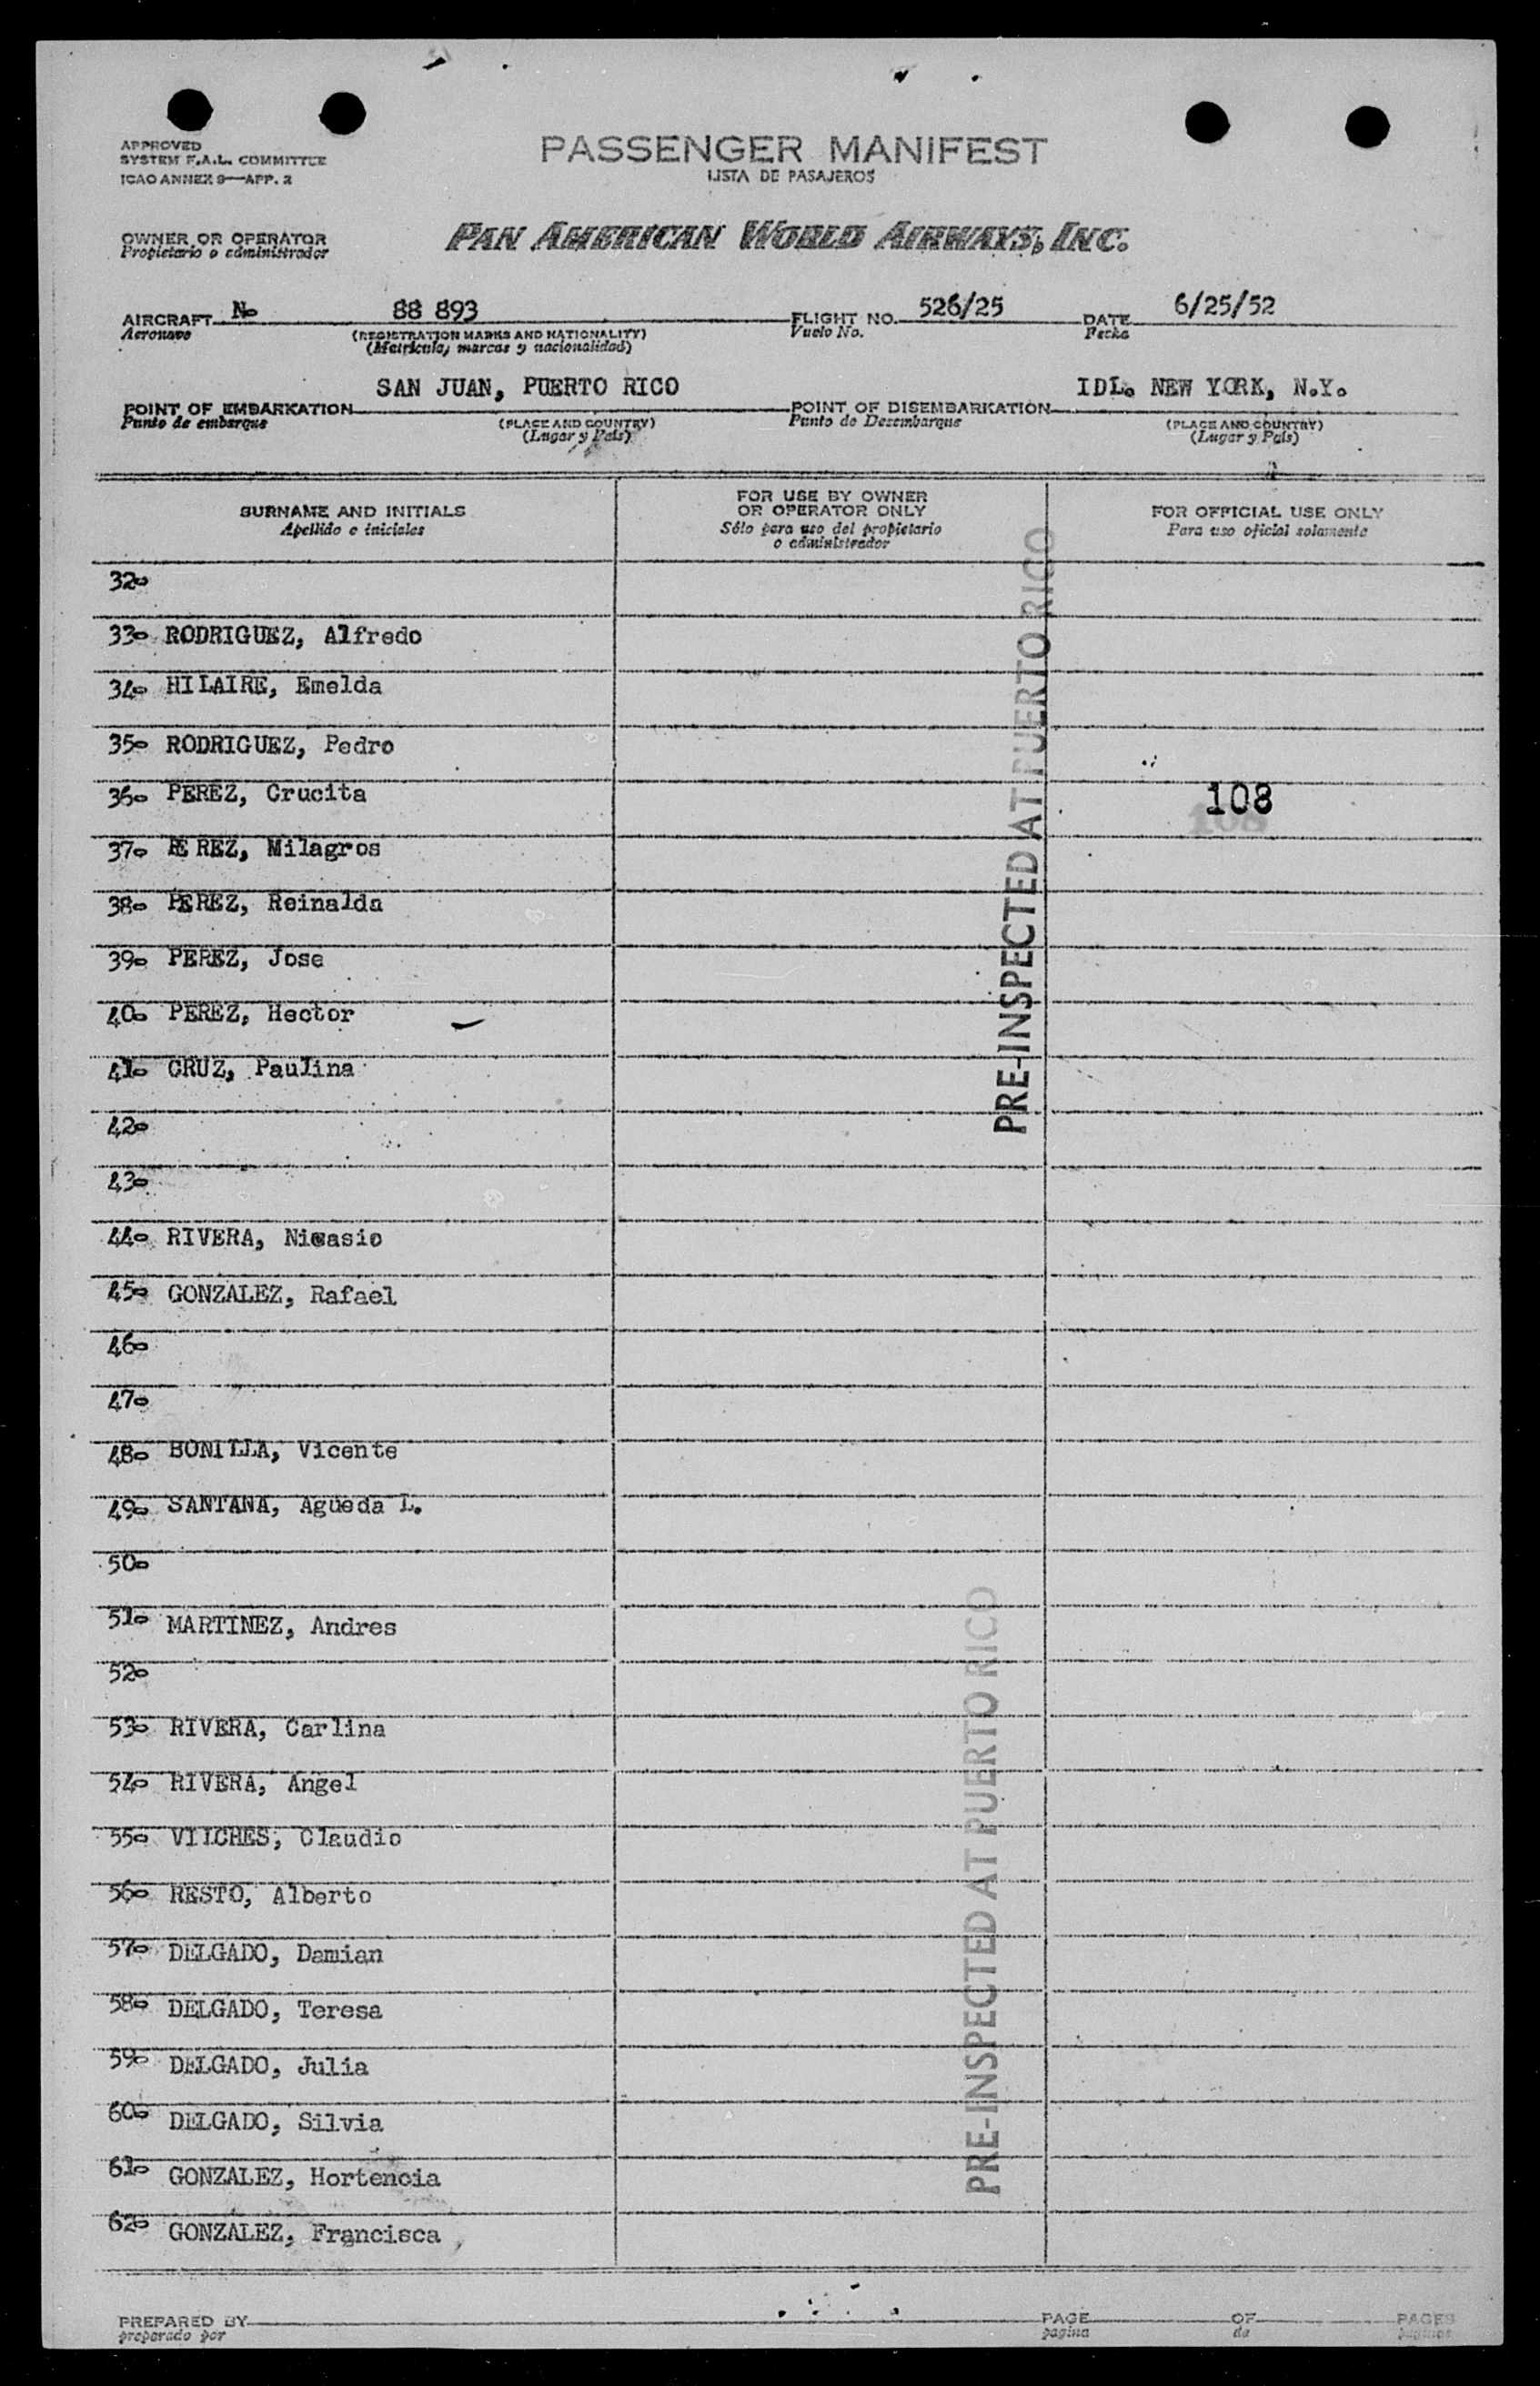 APPROVED
SYSTEM F.A.L. COMMITTEE
ICAO ANNEX 9—APP. 2
PASSENGER MANIFEST
LISTA DE PASAJEROS
OWNER OR OPERATOR
Propietario o administrador
PAN AMERICAN WORLD AIRWAYS, INC.
AIRCRAFT No 88 893
Aeronave
(REGISTRATION MARKS AND NATIONALITY)
(Matrícula, marcas y nacionalidad)
FLIGHT NO. 526/25
Vuelo No.
DATE 6/25/52
Fecha
POINT OF EMBARKATION SAN JUAN, PUERTO RICO
Punto de embarque
(PLACE AND COUNTRY)
(Lugar y País)
POINT OF DISEMBARKATION IDL. NEW YORK, N.Y.
Punto de Desembarque
(PLACE AND COUNTRY)
(Lugar y País)
SURNAME AND INITIALS
Apellido e iniciales
FOR USE BY OWNER
OR OPERATOR ONLY
Sólo para uso del propietario
o administrador
FOR OFFICIAL USE ONLY
Para uso oficial solamente
32.
33. RODRIGUEZ, Alfredo
34. HILAIRE, Emelda
35. RODRIGUEZ, Pedro
36. PEREZ, Crucita
108
37. PEREZ, Milagros
38. PEREZ, Reinalda
39. PEREZ, Jose
40. PEREZ, Hector
41. CRUZ, Paulina
42.
43.
44. RIVERA, Nicasio
45. GONZALEZ, Rafael
46.
47.
48. BONILLA, Vicente
49. SANTANA, Agueda L.
50.
51. MARTINEZ, Andres
52.
53. RIVERA, Carlina
54. RIVERA, Angel
55. VILCHES, Claudio
56. RESTO, Alberto
57. DELGADO, Damian
58. DELGADO, Teresa
59. DELGADO, Julia
60. DELGADO, Silvia
61. GONZALEZ, Hortencia
62. GONZALEZ, Francisca
PRE-INSPECTED AT PUERTO RICO
PRE-INSPECTED AT PUERTO RICO
PREPARED BY
preparado por
PAGE OF PAGES
pagina de paginas